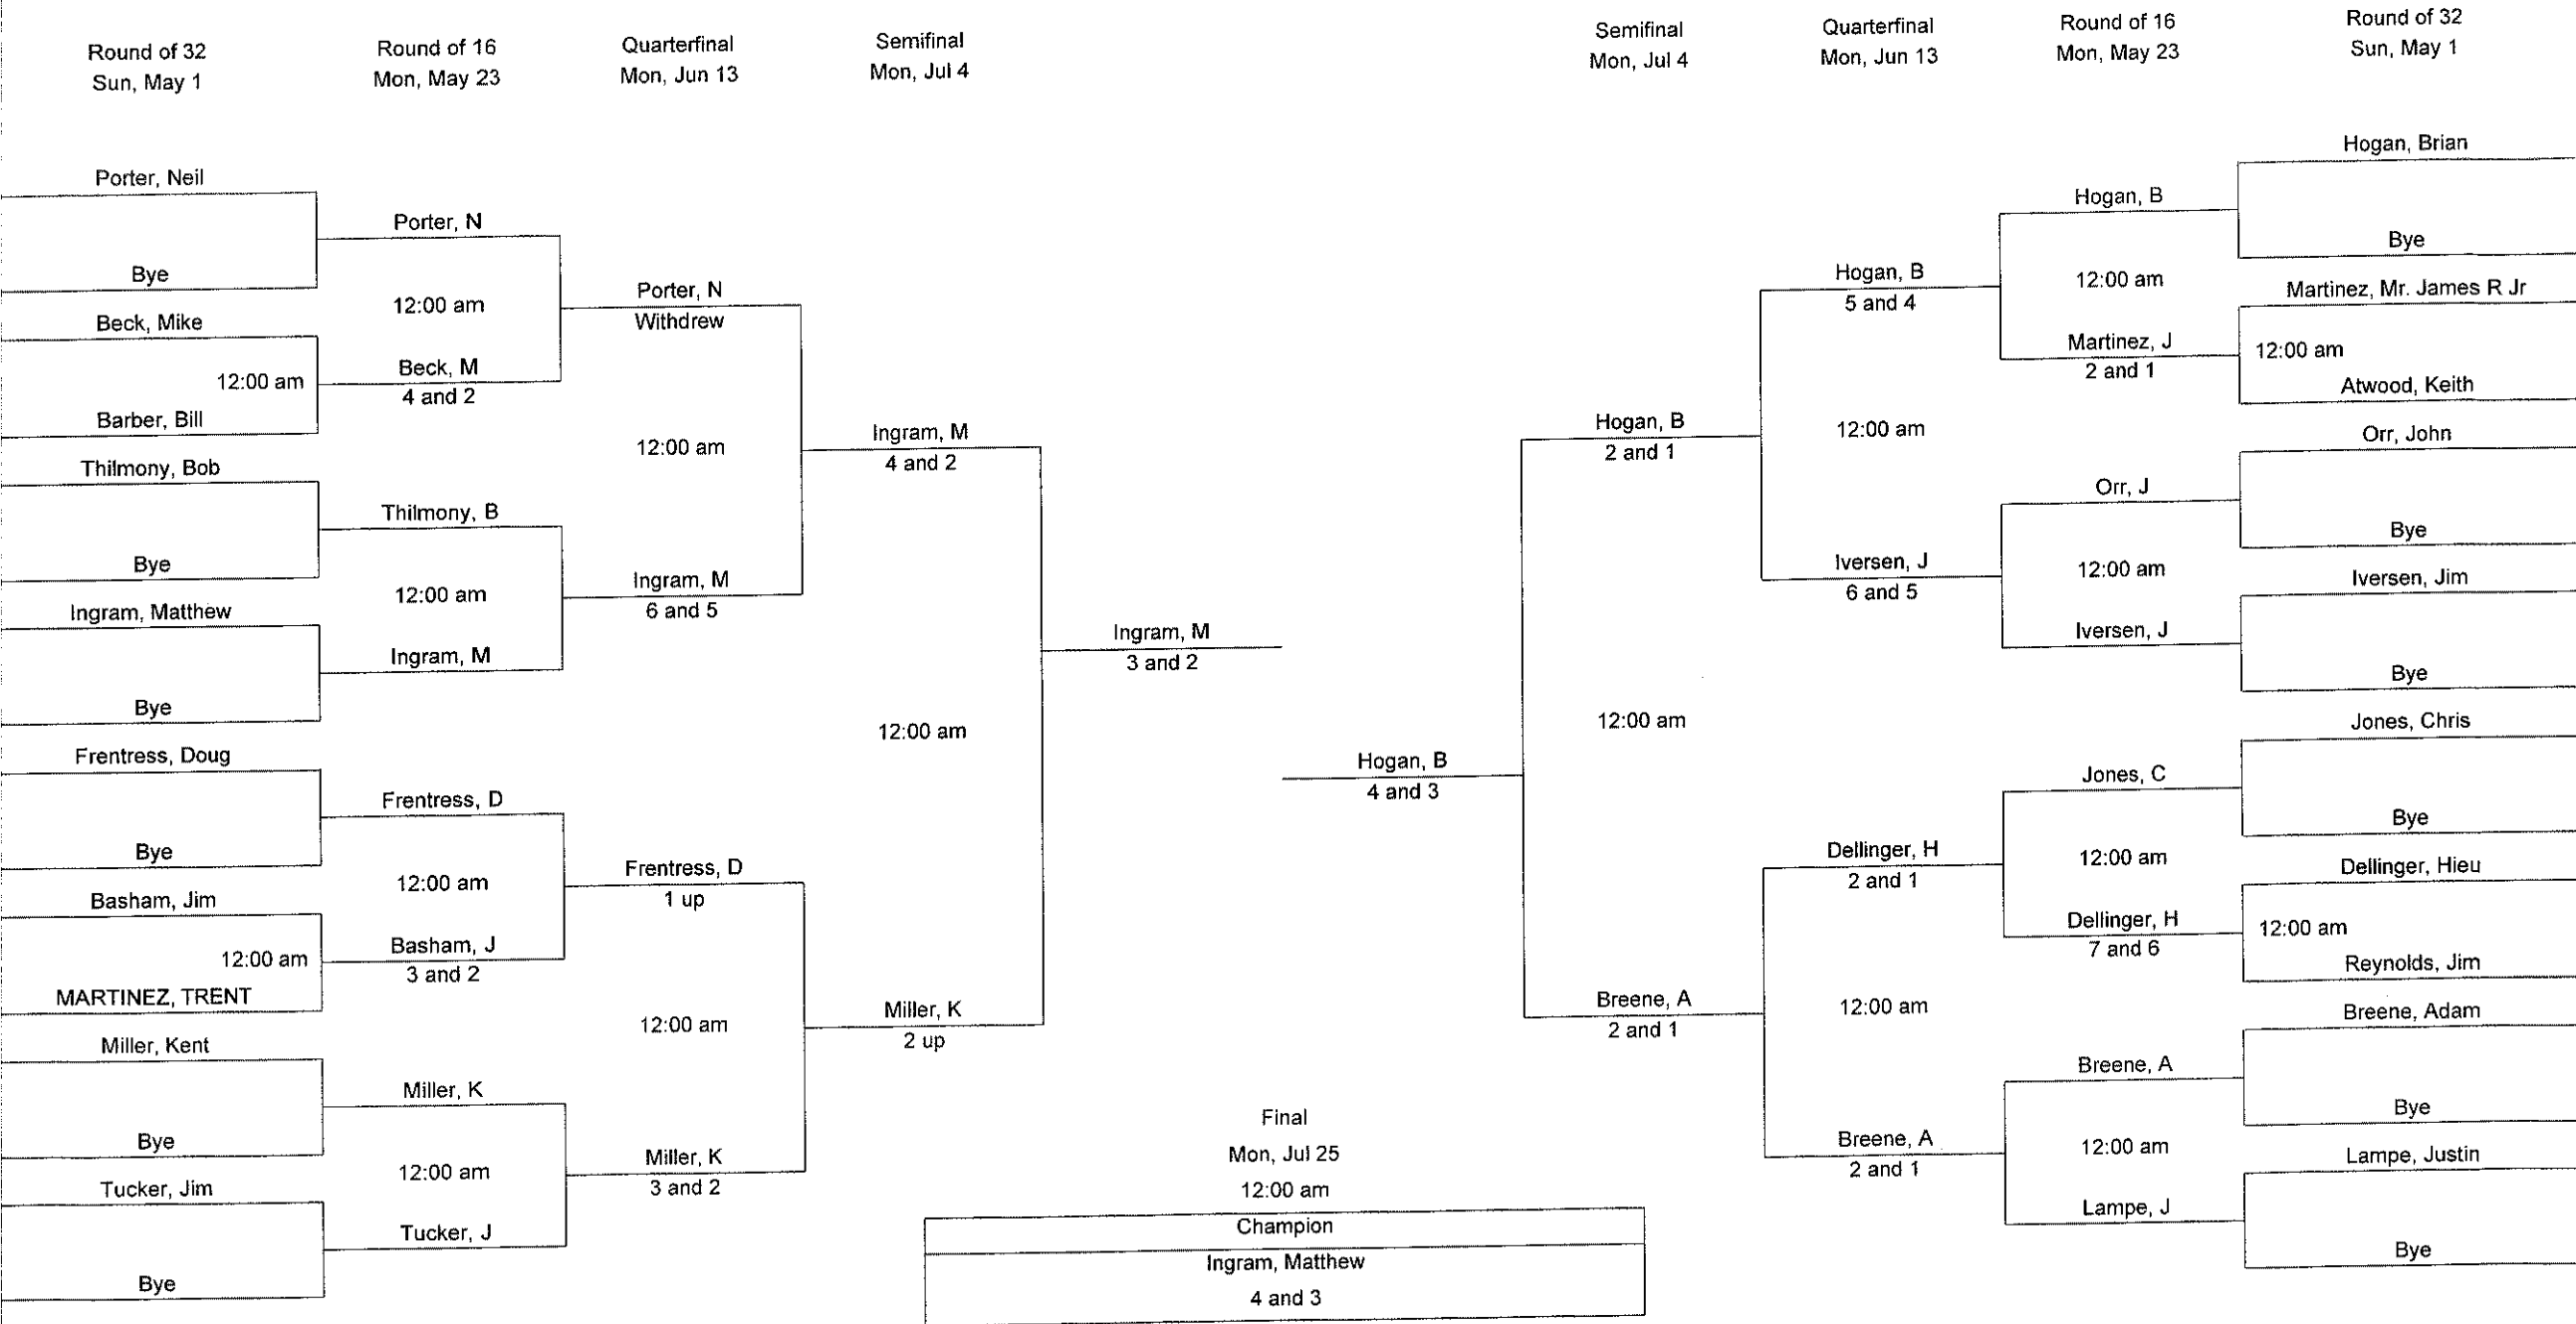 Round of 32
Sun, May 1
Round of 16
Mon, May 23
Quarterfinal
Mon, Jun 13
Semifinal
Mon, Jul 4
Semifinal
Mon, Jul 4
Quarterfinal
Mon, Jun 13
Round of 16
Mon, May 23
Round of 32
Sun, May 1
Porter, Neil
Bye
Beck, Mike
12:00 am
Barber, Bill
Thilmony, Bob
Bye
Ingram, Matthew
Bye
Frentress, Doug
Bye
Basham, Jim
12:00 am
MARTINEZ, TRENT
Miller, Kent
Bye
Tucker, Jim
Bye
Porter, N
12:00 am
Beck, M
4 and 2
Thilmony, B
12:00 am
Ingram, M
Frentress, D
12:00 am
Basham, J
3 and 2
Miller, K
12:00 am
Tucker, J
Porter, N
Withdrew
12:00 am
Ingram, M
6 and 5
Frentress, D
1 up
12:00 am
Miller, K
3 and 2
Ingram, M
4 and 2
12:00 am
Miller, K
2 up
Ingram, M
3 and 2
Hogan, B
4 and 3
Hogan, B
2 and 1
12:00 am
Breene, A
2 and 1
Hogan, B
5 and 4
12:00 am
Iversen, J
6 and 5
Dellinger, H
2 and 1
12:00 am
Breene, A
2 and 1
Hogan, B
12:00 am
Martinez, J
2 and 1
Orr, J
12:00 am
Iversen, J
Jones, C
12:00 am
Dellinger, H
7 and 6
Breene, A
12:00 am
Lampe, J
Hogan, Brian
Bye
Martinez, Mr. James R Jr
12:00 am
Atwood, Keith
Orr, John
Bye
Iversen, Jim
Bye
Jones, Chris
Bye
Dellinger, Hieu
12:00 am
Reynolds, Jim
Breene, Adam
Bye
Lampe, Justin
Bye
Final
Mon, Jul 25
12:00 am
Champion
Ingram, Matthew
4 and 3